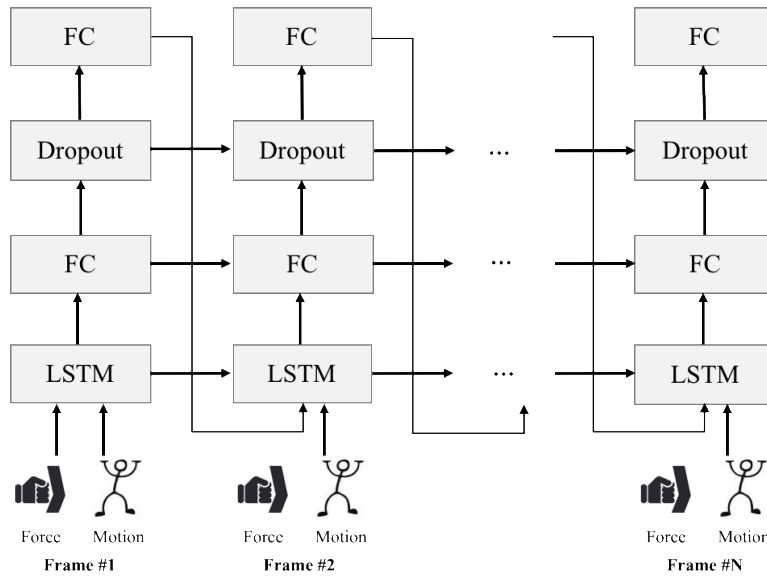 FC FC FC
Dropout Dropout ... Dropout
FC FC ... FC
LSTM LSTM ... LSTM
Force Motion Force Motion Force Motion
Frame #1 Frame #2 Frame #N